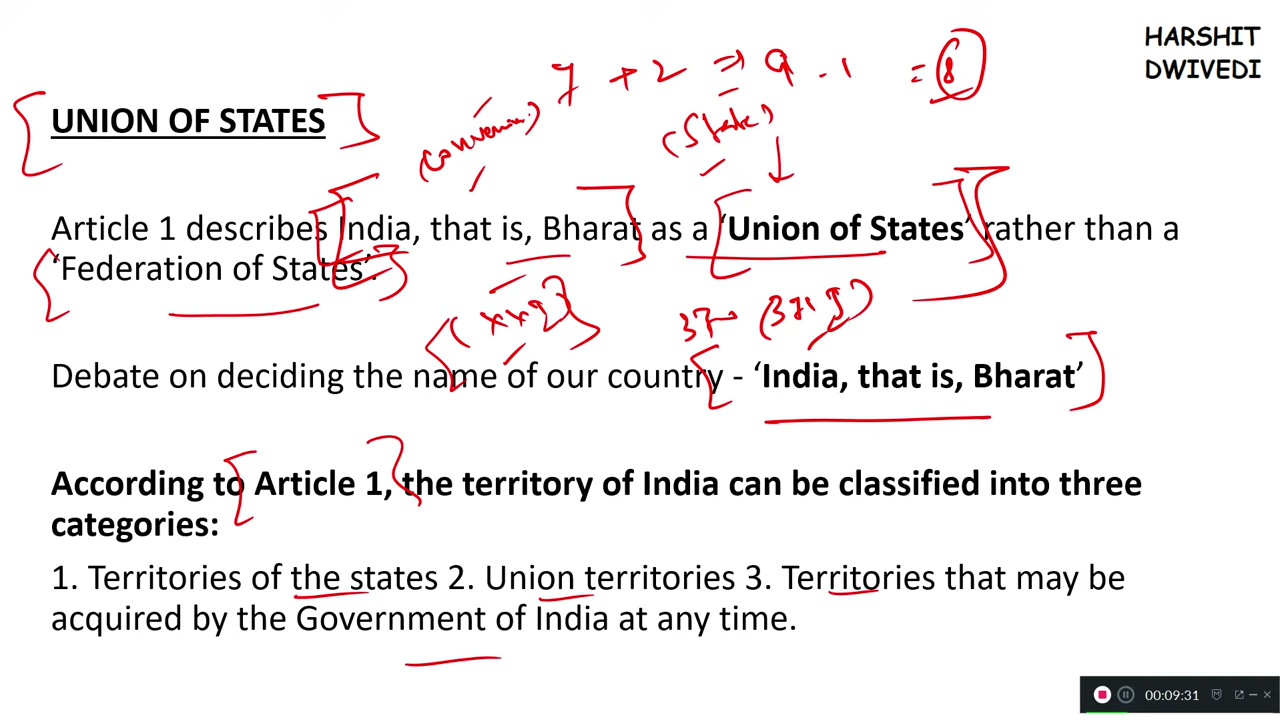 HARSHIT
DWIVEDI
7 + 2 => 9 - 1 = 8
UNION OF STATES
(State)
Article 1 describes India, that is, Bharat as a ‘Union of States’ rather than a
‘Federation of States’.
Debate on deciding the name of our country - ‘India, that is, Bharat’
According to Article 1, the territory of India can be classified into three
categories:
1. Territories of the states 2. Union territories 3. Territories that may be
acquired by the Government of India at any time.
00:09:31